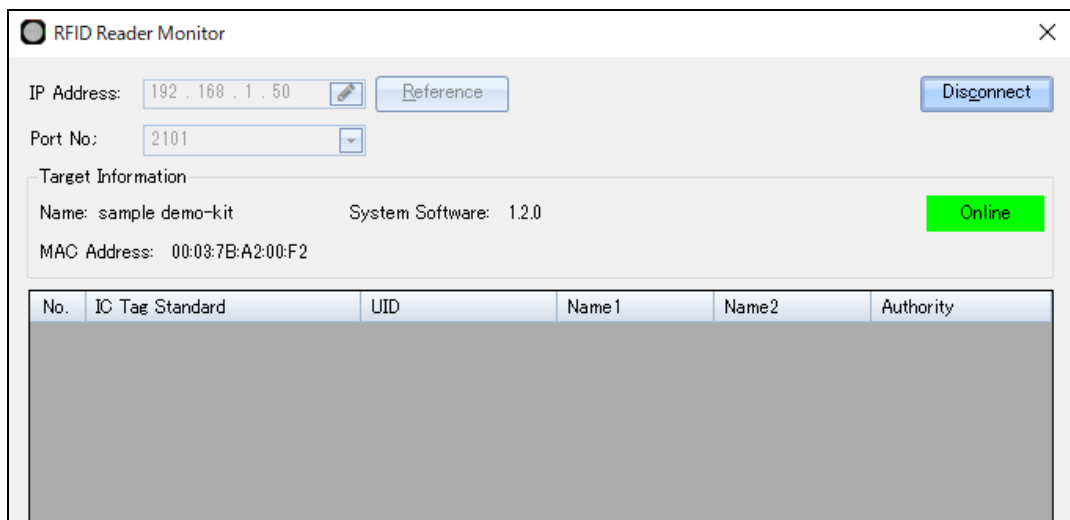 RFID Reader Monitor
IP Address: 192 . 168 . 1 . 50 Reference Disconnect
Port No.: 2101
Target Information
Name: sample demo-kit System Software: 1.2.0 Online
MAC Address: 00:03:7B:A2:00:F2
No. IC Tag Standard UID Name1 Name2 Authority